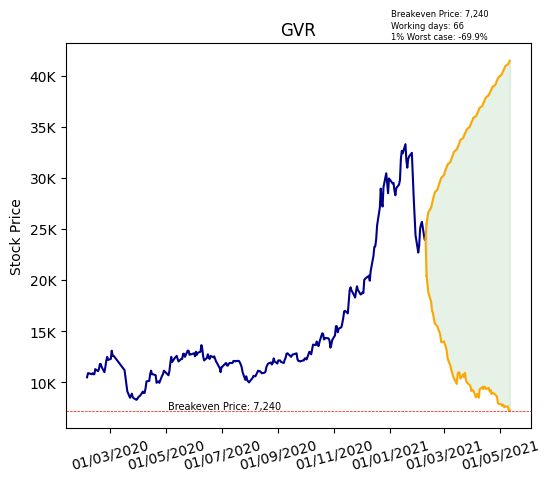 Breakeven Price: 7,240
Working days: 66
1% Worst case: -69.9%
GVR
Stock Price
40K
35K
30K
25K
20K
15K
10K
Breakeven Price: 7,240
01/03/2020
01/05/2020
01/07/2020
01/09/2020
01/11/2020
01/01/2021
01/03/2021
01/05/2021